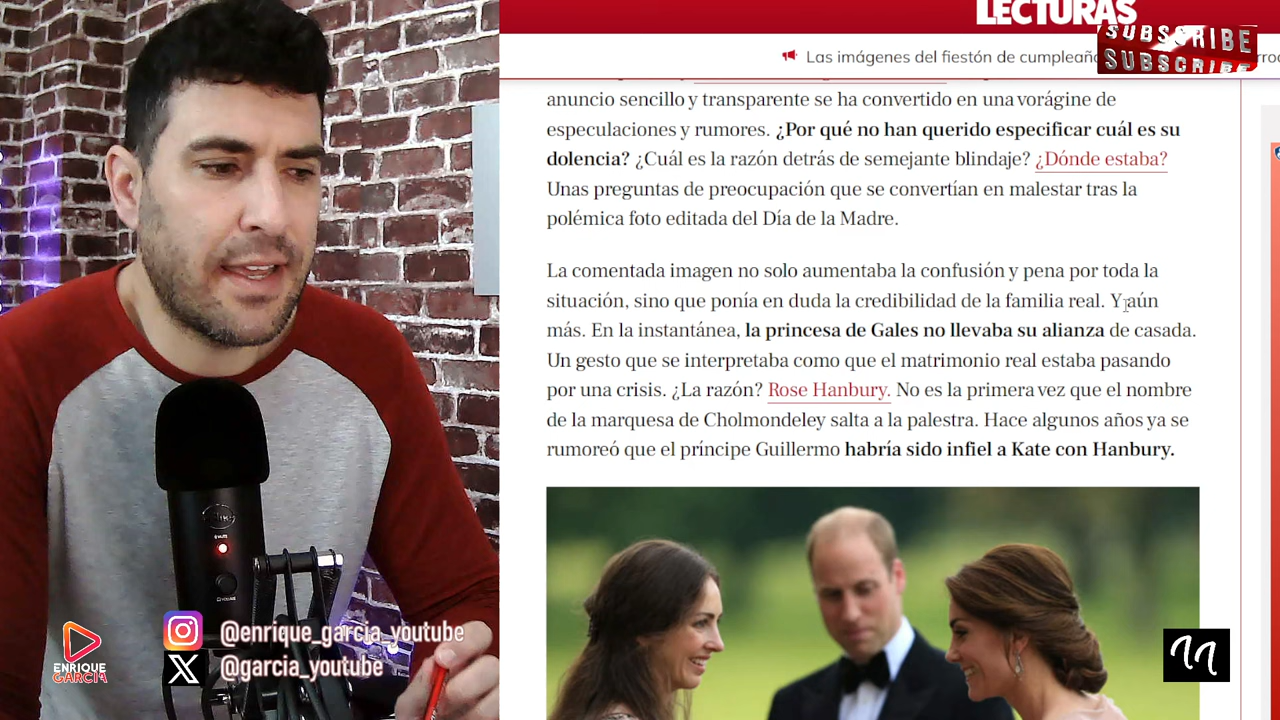 LECTURAS
SUBSCRIBE
SUBSCRIBE
Las imágenes del fiestón de cumpleaño
anuncio sencillo y transparente se ha convertido en una vorágine de
especulaciones y rumores. ¿Por qué no han querido especificar cuál es su
dolencia? ¿Cuál es la razón detrás de semejante blindaje? ¿Dónde estaba?
Unas preguntas de preocupación que se convertían en malestar tras la
polémica foto editada del Día de la Madre.
La comentada imagen no solo aumentaba la confusión y pena por toda la
situación, sino que ponía en duda la credibilidad de la familia real. Y aún
más. En la instantánea, la princesa de Gales no llevaba su alianza de casada.
Un gesto que se interpretaba como que el matrimonio real estaba pasando
por una crisis. ¿La razón? Rose Hanbury. No es la primera vez que el nombre
de la marquesa de Cholmondeley salta a la palestra. Hace algunos años ya se
rumoreó que el príncipe Guillermo habría sido infiel a Kate con Hanbury.
ENRIQUE
GARCIA
@enrique_garcia_youtube
@garcia_youtube